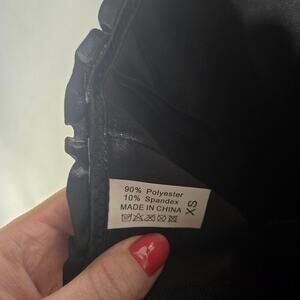 90% Polyester
10% Spandex
MADE IN CHINA
XS